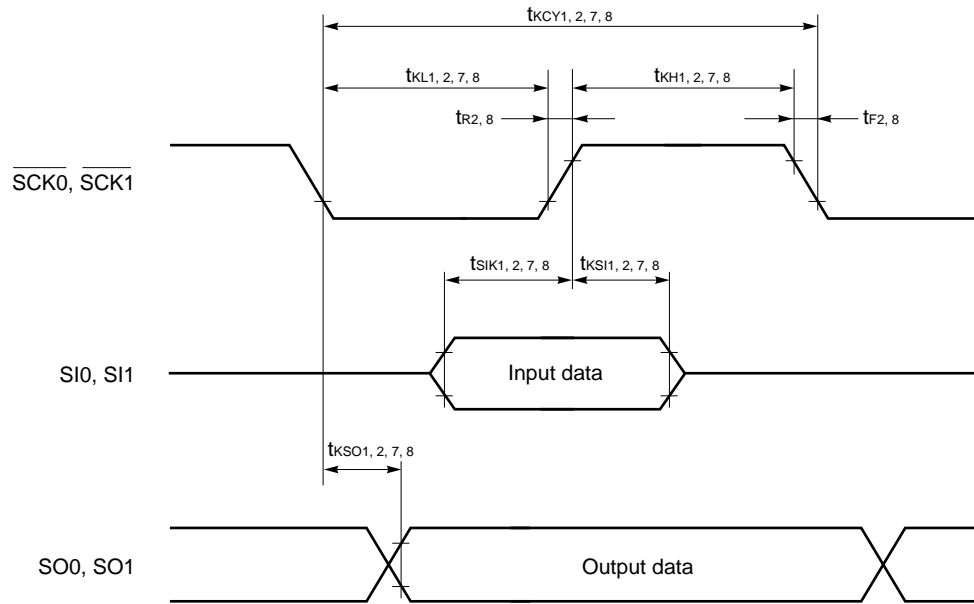 tKCY1, 2, 7, 8
tKL1, 2, 7, 8
tKH1, 2, 7, 8
tR2, 8
tF2, 8
SCK0, SCK1
tSIK1, 2, 7, 8
tKSI1, 2, 7, 8
SI0, SI1
Input data
tKSO1, 2, 7, 8
SO0, SO1
Output data